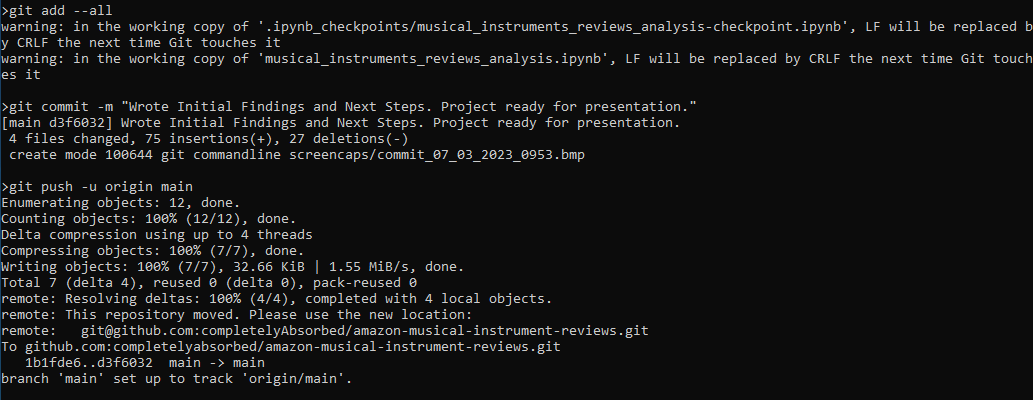 >git add --all
warning: in the working copy of '.ipynb_checkpoints/musical_instruments_reviews_analysis-checkpoint.ipynb', LF will be replaced b
y CRLF the next time Git touches it
warning: in the working copy of 'musical_instruments_reviews_analysis.ipynb', LF will be replaced by CRLF the next time Git touch
es it
>git commit -m "Wrote Initial Findings and Next Steps. Project ready for presentation."
[main d3f6032] Wrote Initial Findings and Next Steps. Project ready for presentation.
 4 files changed, 75 insertions(+), 27 deletions(-)
 create mode 100644 git commandline screencaps/commit_07_03_2023_0953.bmp
>git push -u origin main
Enumerating objects: 12, done.
Counting objects: 100% (12/12), done.
Delta compression using up to 4 threads
Compressing objects: 100% (7/7), done.
Writing objects: 100% (7/7), 32.66 KiB | 1.55 MiB/s, done.
Total 7 (delta 4), reused 0 (delta 0), pack-reused 0
remote: Resolving deltas: 100% (4/4), completed with 4 local objects.
remote: This repository moved. Please use the new location:
remote:   git@github.com:completelyAbsorbed/amazon-musical-instrument-reviews.git
To github.com:completelyabsorbed/amazon-musical-instrument-reviews.git
   1b1fde6..d3f6032  main -> main
branch 'main' set up to track 'origin/main'.